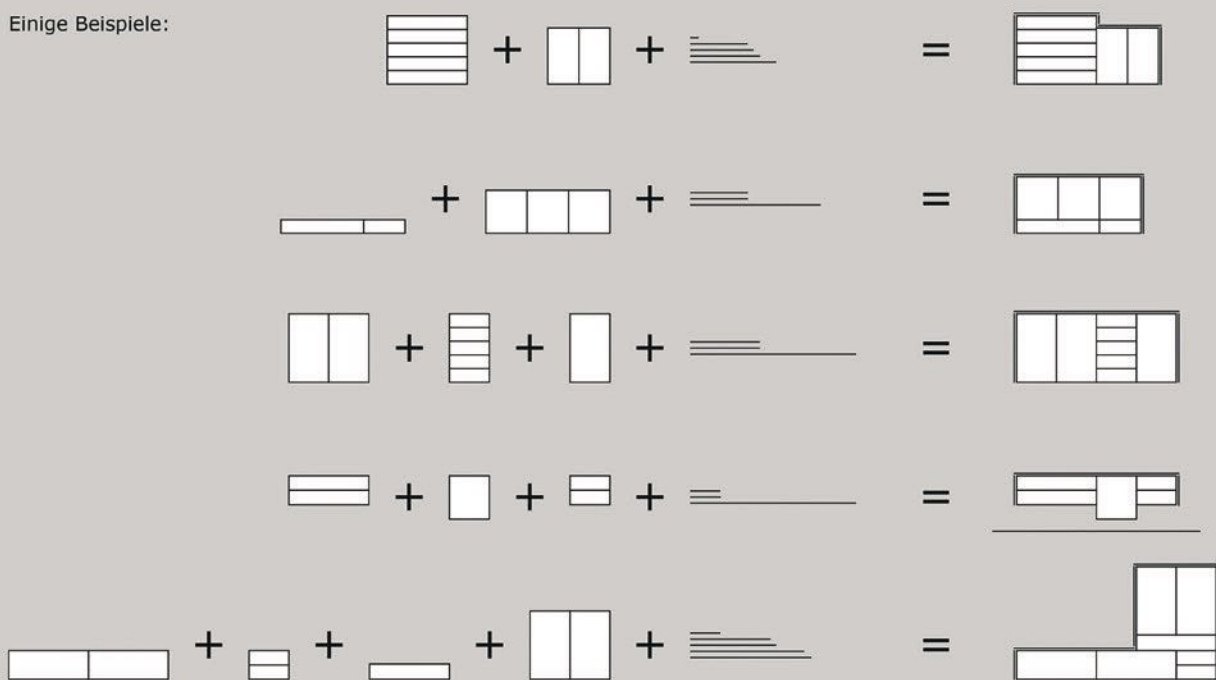 Einige Beispiele:
+ + =
+ + =
+ + + =
+ + + =
+ + + + =